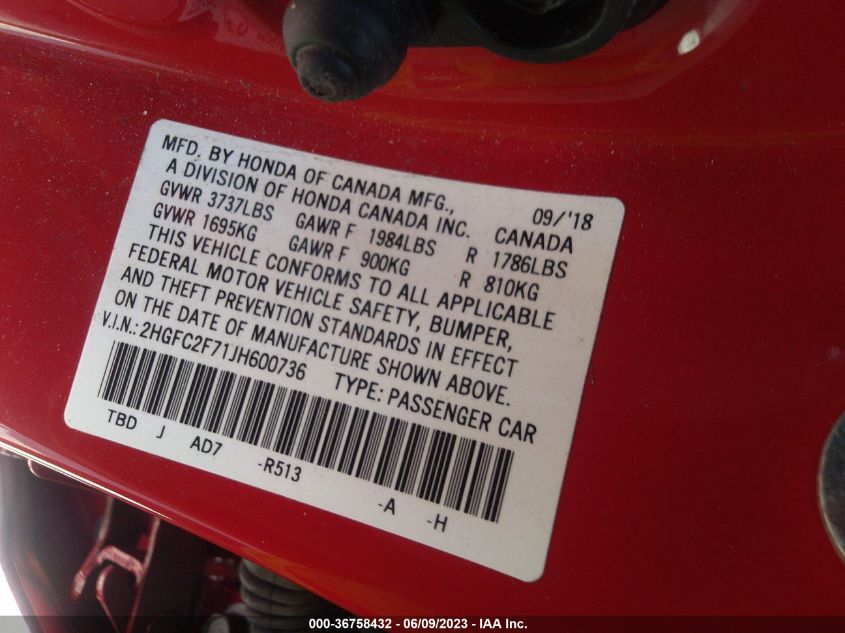 MFD. BY HONDA OF CANADA MFG.,
A DIVISION OF HONDA CANADA INC. 09/'18
GVWR 3737LBS GAWR F 1984LBS R 1786LBS CANADA
GVWR 1695KG GAWR F 900KG R 810KG
THIS VEHICLE CONFORMS TO ALL APPLICABLE
FEDERAL MOTOR VEHICLE SAFETY, BUMPER,
AND THEFT PREVENTION STANDARDS IN EFFECT
ON THE DATE OF MANUFACTURE SHOWN ABOVE.
V.I.N.: 2HGFC2F71JH600736 TYPE: PASSENGER CAR
TBD J AD7 -R513 -A -H
000-36758432 - 06/09/2023 - IAA Inc.